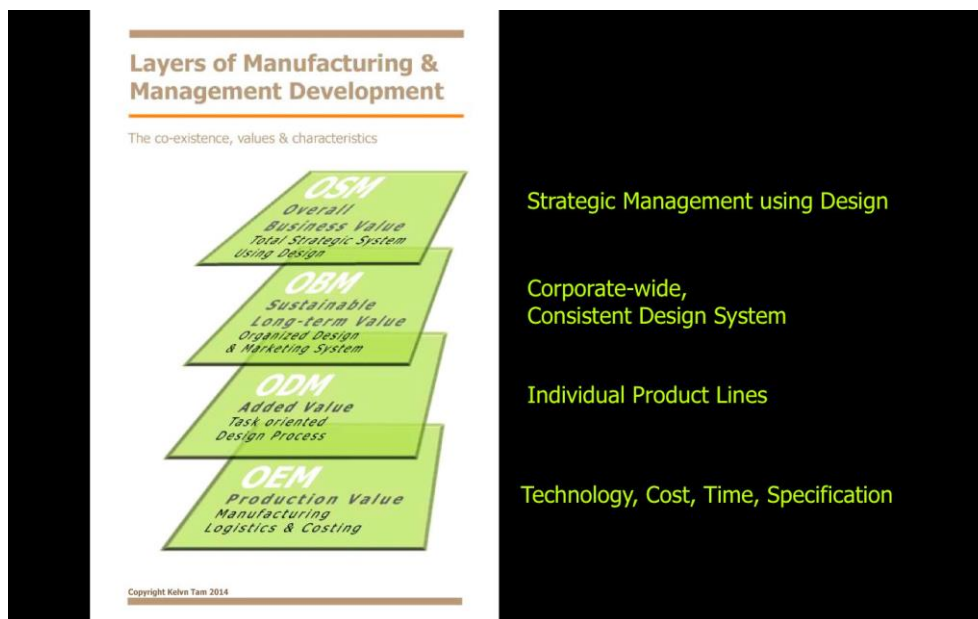 Layers of Manufacturing &
Management Development
The co-existence, values & characteristics
OSM
Overall
Business Value
Total Strategic System
Using Design
OBM
Sustainable
Long-term Value
Organized Design
& Marketing System
ODM
Added Value
Task oriented
Design Process
OEM
Production Value
Manufacturing
Logistics & Costing
Copyright Kelvn Tam 2014
Strategic Management using Design
Corporate-wide,
Consistent Design System
Individual Product Lines
Technology, Cost, Time, Specification